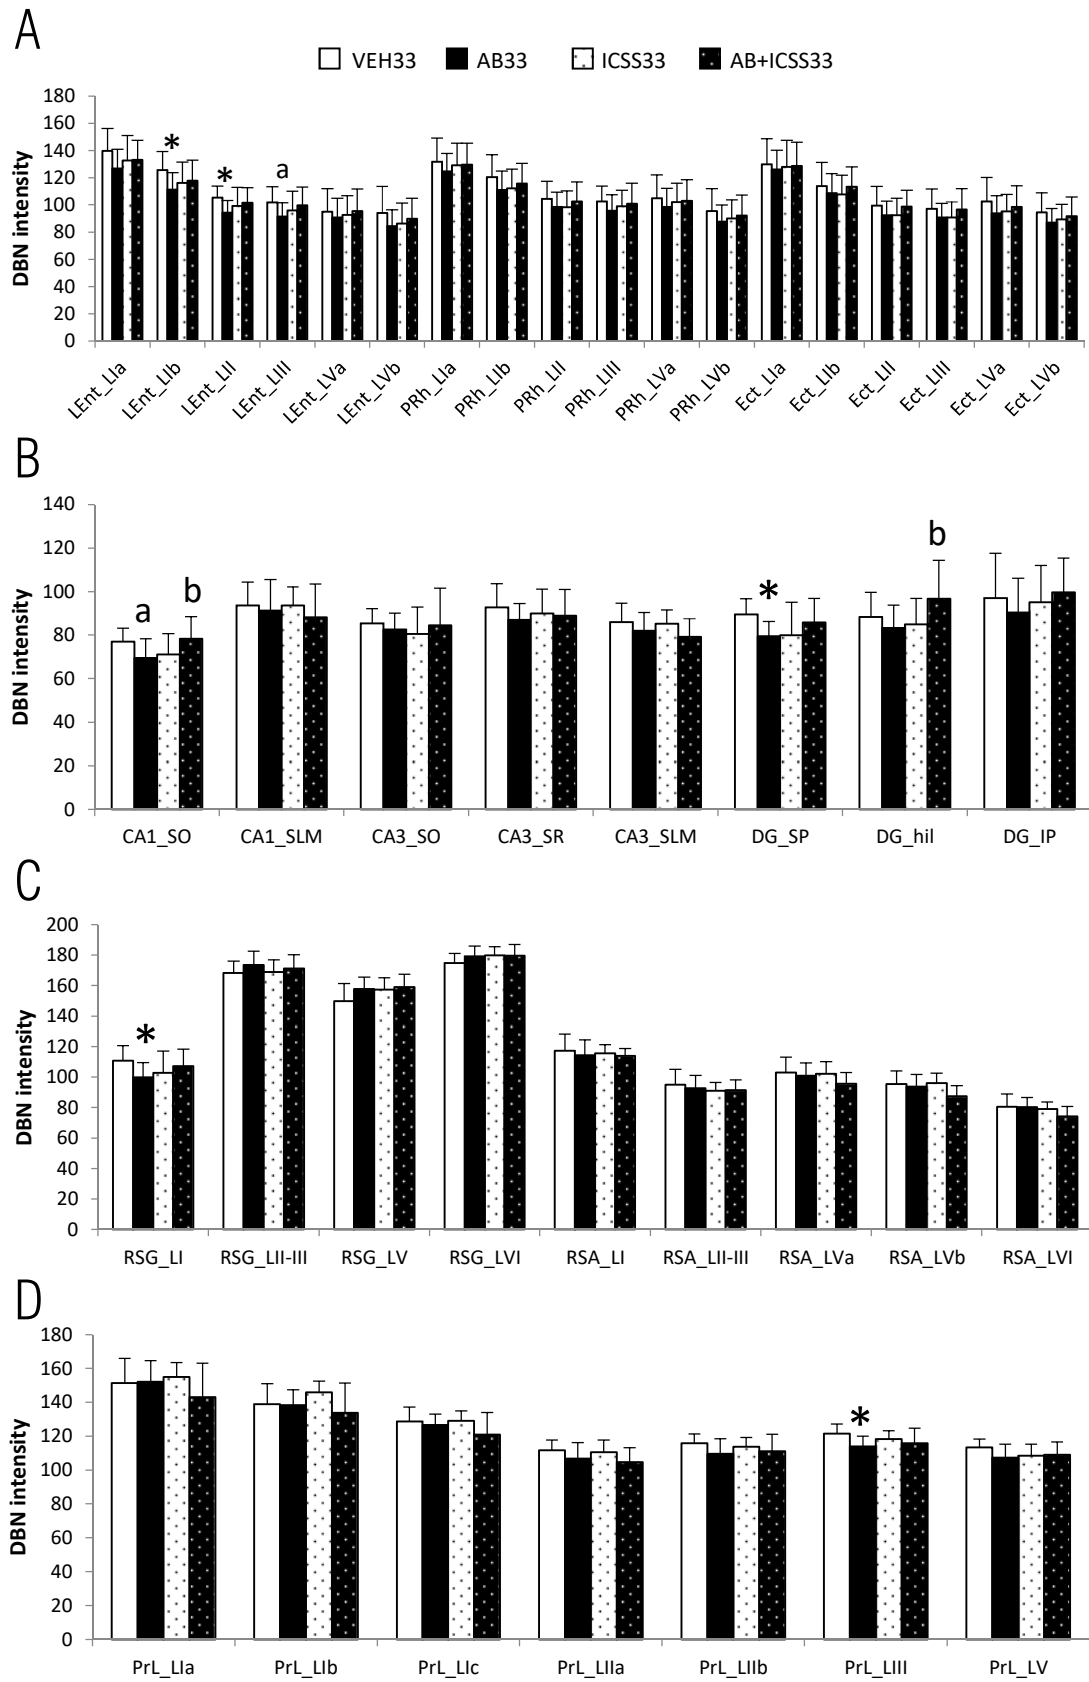 A
VEH33 AB33 ICSS33 AB+ICSS33
DBN intensity
180
160
140
120
100
80
60
40
20
0
* * a
LEnt_LIa LEnt_LIb LEnt_LII LEnt_LIII LEnt_LVa LEnt_LVb PRh_LIa PRh_LIb PRh_LII PRh_LIII PRh_LVa PRh_LVb Ect_LIa Ect_LIb Ect_LII Ect_LIII Ect_LVa Ect_LVb
B
DBN intensity
140
120
100
80
60
40
20
0
a b * b
CA1_SO CA1_SLM CA3_SO CA3_SR CA3_SLM DG_SP DG_hil DG_IP
C
DBN intensity
200
180
160
140
120
100
80
60
40
20
0
*
RSG_LI RSG_LII-III RSG_LV RSG_LVI RSA_LI RSA_LII-III RSA_LVa RSA_LVb RSA_LVI
D
DBN intensity
180
160
140
120
100
80
60
40
20
0
*
PrL_LIa PrL_LIb PrL_LIc PrL_LIIa PrL_LIIb PrL_LIII PrL_LV